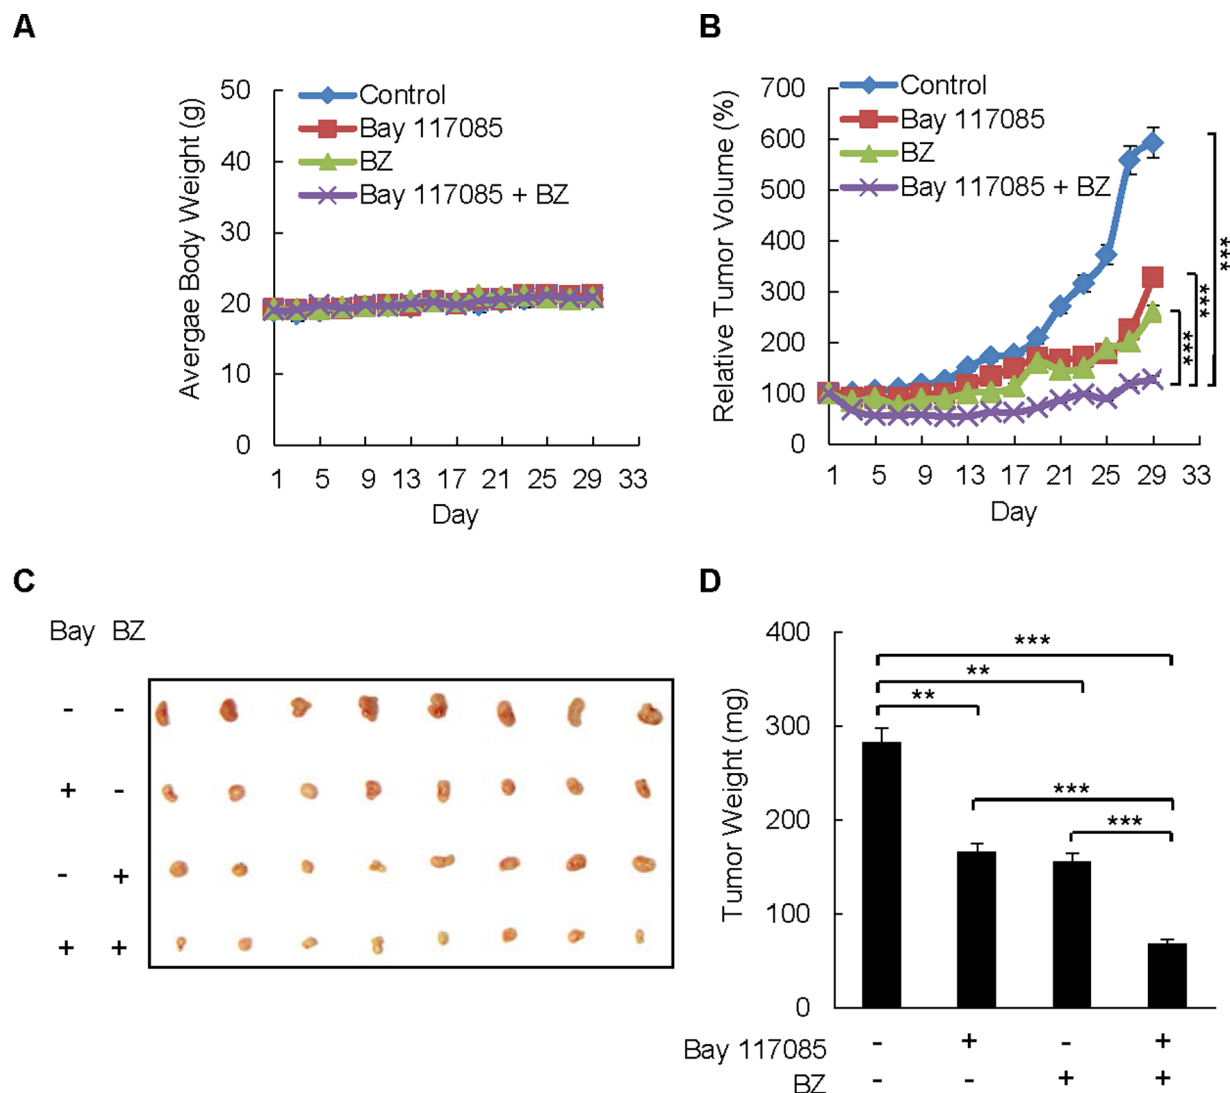 A
Avergae Body Weight (g)
50
40
30
20
10
0
Control
Bay 117085
BZ
Bay 117085 + BZ
1 5 9 13 17 21 25 29 33
Day
B
Relative Tumor Volume (%)
700
600
500
400
300
200
100
0
Control
Bay 117085
BZ
Bay 117085 + BZ
***
***
***
1 5 9 13 17 21 25 29 33
Day
C
Bay BZ
- -
+ -
- +
+ +
D
Tumor Weight (mg)
400
300
200
100
0
***
**
**
***
***
Bay 117085 - + - +
BZ - - + +